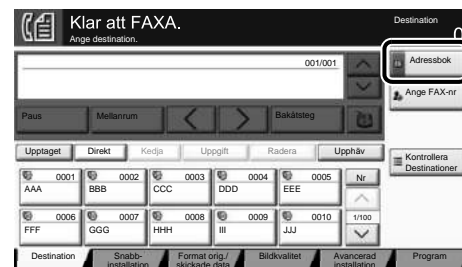 Klar att FAXA.
Ange destination.
Destination
0
001/001
Adressbok
Ange FAX-nr
Paus
Mellanrum
Bakåtsteg
Upptaget
Direkt
Kedja
Uppgift
Radera
Upphäv
Kontrollera
Destinationer
0001
AAA
0002
BBB
0003
CCC
0004
DDD
0005
EEE
Nr
0006
FFF
0007
GGG
0008
HHH
0009
III
0010
JJJ
1/100
Destination
Snabb-
installation
Format orig./
skickade data
Bildkvalitet
Avancerad
installation
Program